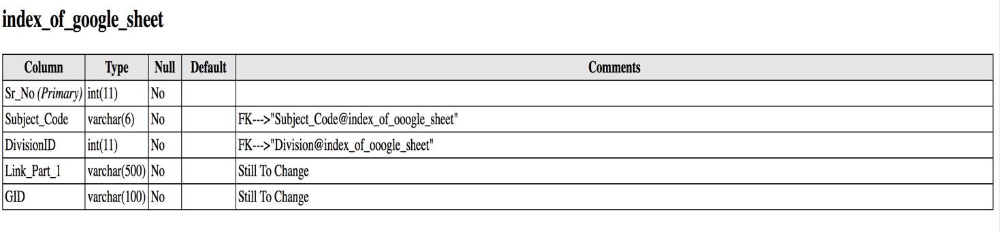 index_of_google_sheet
Column Type Null Default Comments
Sr_No (Primary) int(11) No
Subject_Code varchar(6) No FK--->"Subject_Code@index_of_ooogle_sheet"
DivisionID int(11) No FK--->"Division@index_of_ooogle_sheet"
Link_Part_1 varchar(500) No Still To Change
GID varchar(100) No Still To Change